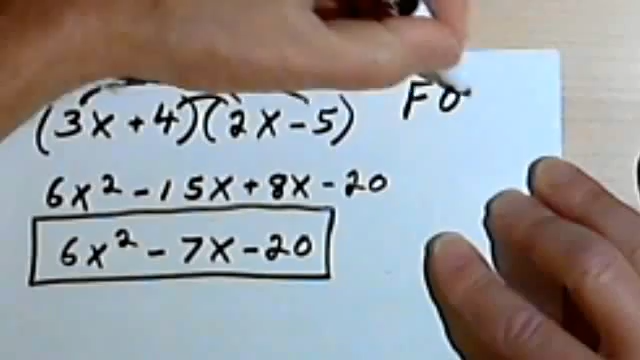 (3x+4)(2x-5) FO
6x² - 15x + 8x - 20
6x² - 7x - 20